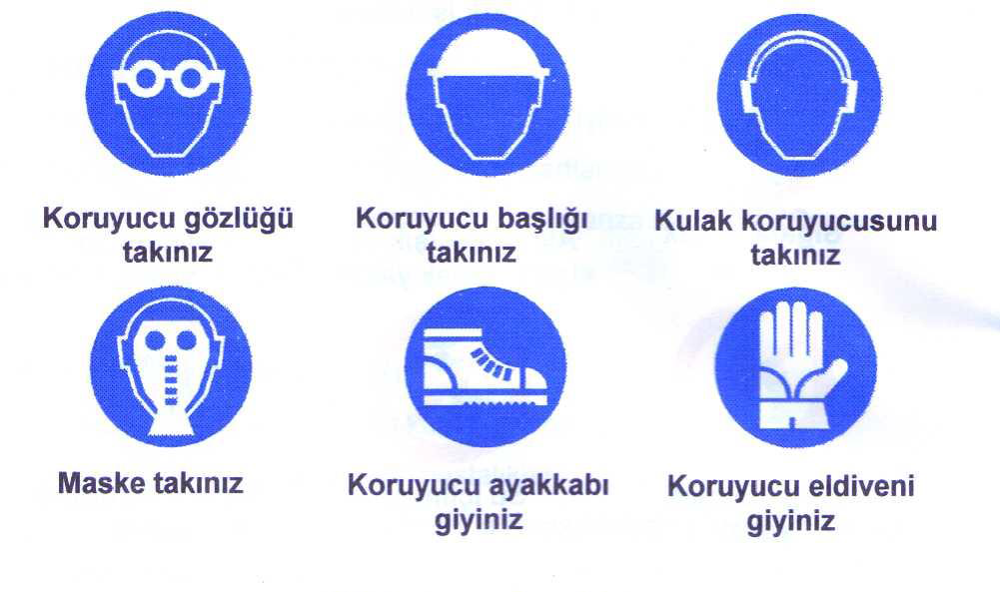 Koruyucu gözlüğü
takınız
Koruyucu başlığı
takınız
Kulak koruyucusunu
takınız
Maske takınız
Koruyucu ayakkabı
giyiniz
Koruyucu eldiveni
giyiniz